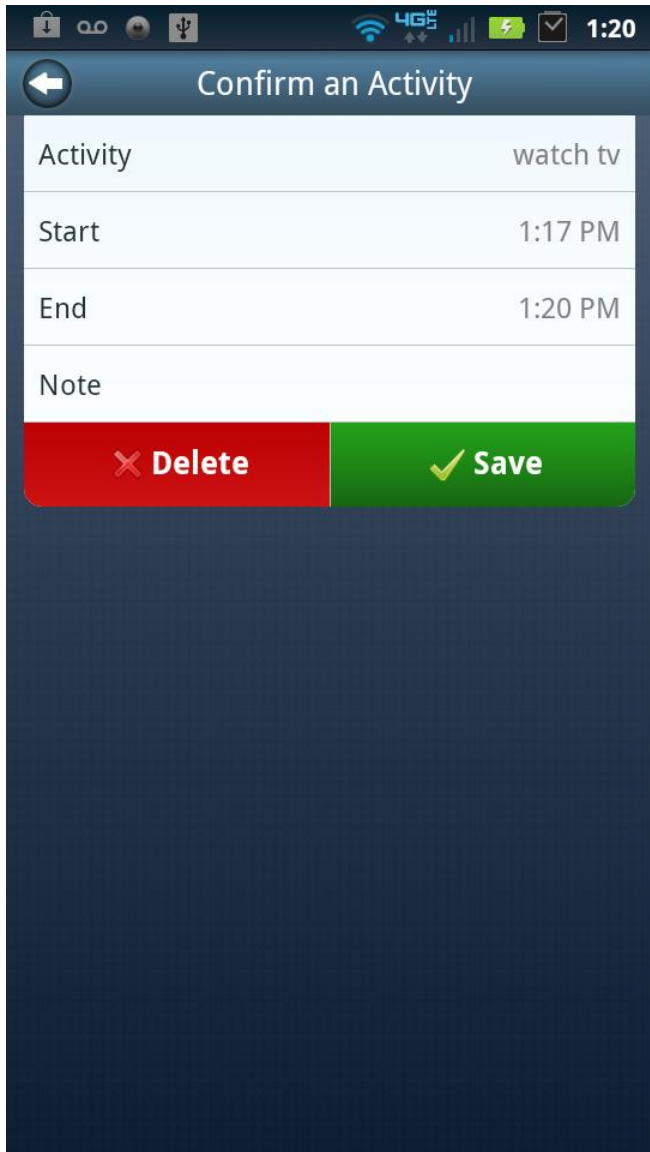 4G LTE 1:20
Confirm an Activity
Activity watch tv
Start 1:17 PM
End 1:20 PM
Note
Delete Save